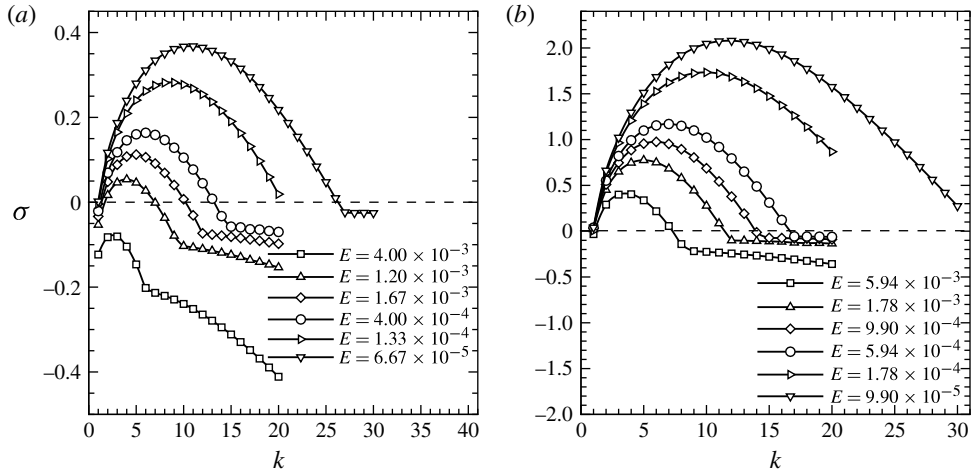 (a)
0.4
0.2
0
−0.2
−0.4
σ
0 5 10 15 20 25 30 35 40
k
E = 4.00 × 10⁻³
E = 1.20 × 10⁻³
E = 1.67 × 10⁻³
E = 4.00 × 10⁻⁴
E = 1.33 × 10⁻⁴
E = 6.67 × 10⁻⁵
(b)
2.0
1.5
1.0
0.5
0
−0.5
−1.0
−1.5
−2.0
0 5 10 15 20 25 30
k
E = 5.94 × 10⁻³
E = 1.78 × 10⁻³
E = 9.90 × 10⁻⁴
E = 5.94 × 10⁻⁴
E = 1.78 × 10⁻⁴
E = 9.90 × 10⁻⁵